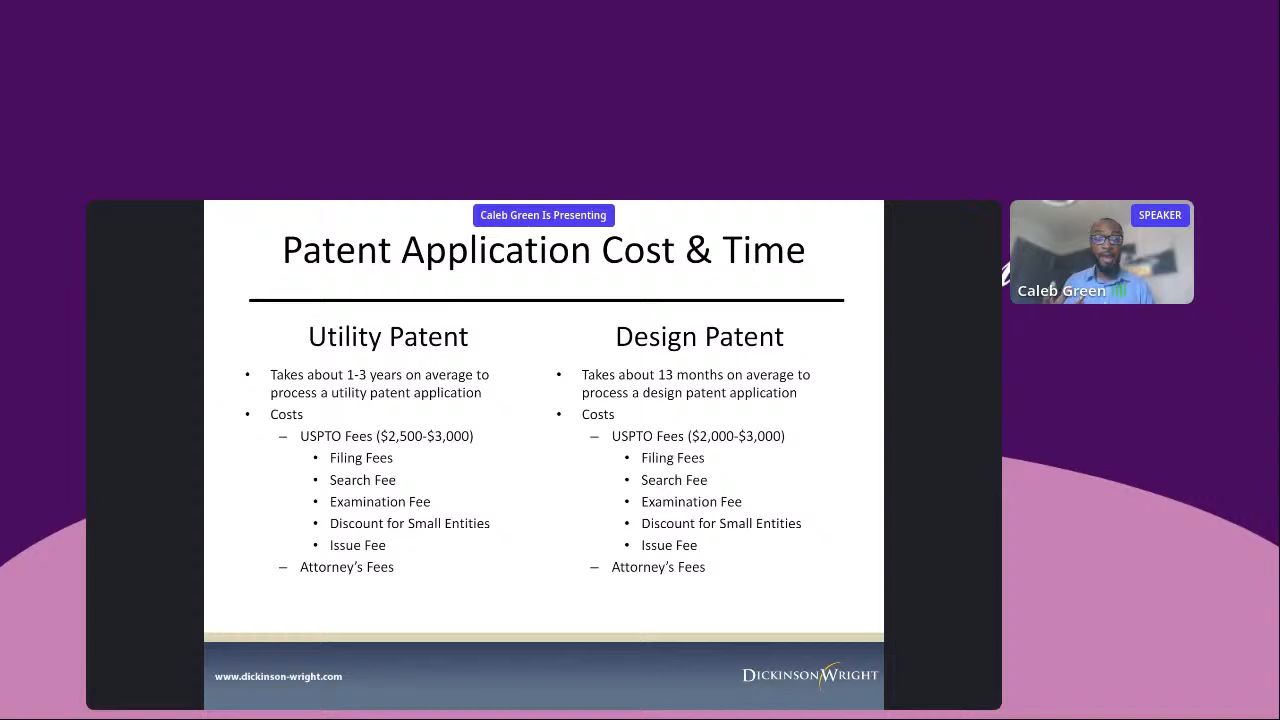 Caleb Green Is Presenting
SPEAKER
Caleb Green
Patent Application Cost & Time
Utility Patent
• Takes about 1-3 years on average to
process a utility patent application
• Costs
– USPTO Fees ($2,500-$3,000)
• Filing Fees
• Search Fee
• Examination Fee
• Discount for Small Entities
• Issue Fee
– Attorney’s Fees
Design Patent
• Takes about 13 months on average to
process a design patent application
• Costs
– USPTO Fees ($2,000-$3,000)
• Filing Fees
• Search Fee
• Examination Fee
• Discount for Small Entities
• Issue Fee
– Attorney’s Fees
www.dickinson-wright.com
DICKINSON WRIGHT